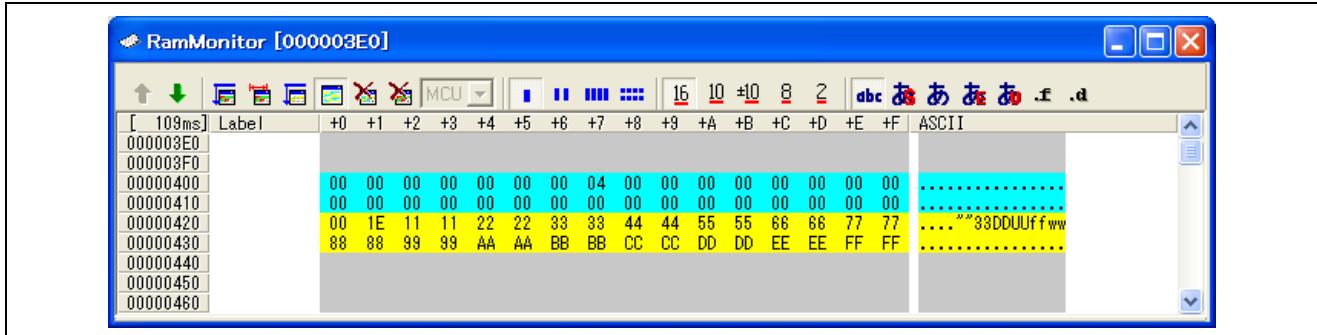 RamMonitor [000003E0]
MCU 16 10 ±10 8 2 abc あS あ あE あU .f .d
[ 109ms] Label +0 +1 +2 +3 +4 +5 +6 +7 +8 +9 +A +B +C +D +E +F ASCII
000003E0
000003F0
00000400 00 00 00 00 00 00 00 04 00 00 00 00 00 00 00 00 ................
00000410 00 00 00 00 00 00 00 00 00 00 00 00 00 00 00 00 ................
00000420 00 1E 11 11 22 22 33 33 44 44 55 55 66 66 77 77 ....""33DDUUffww
00000430 88 88 99 99 AA AA BB BB CC CC DD DD EE EE FF FF ................
00000440
00000450
00000460